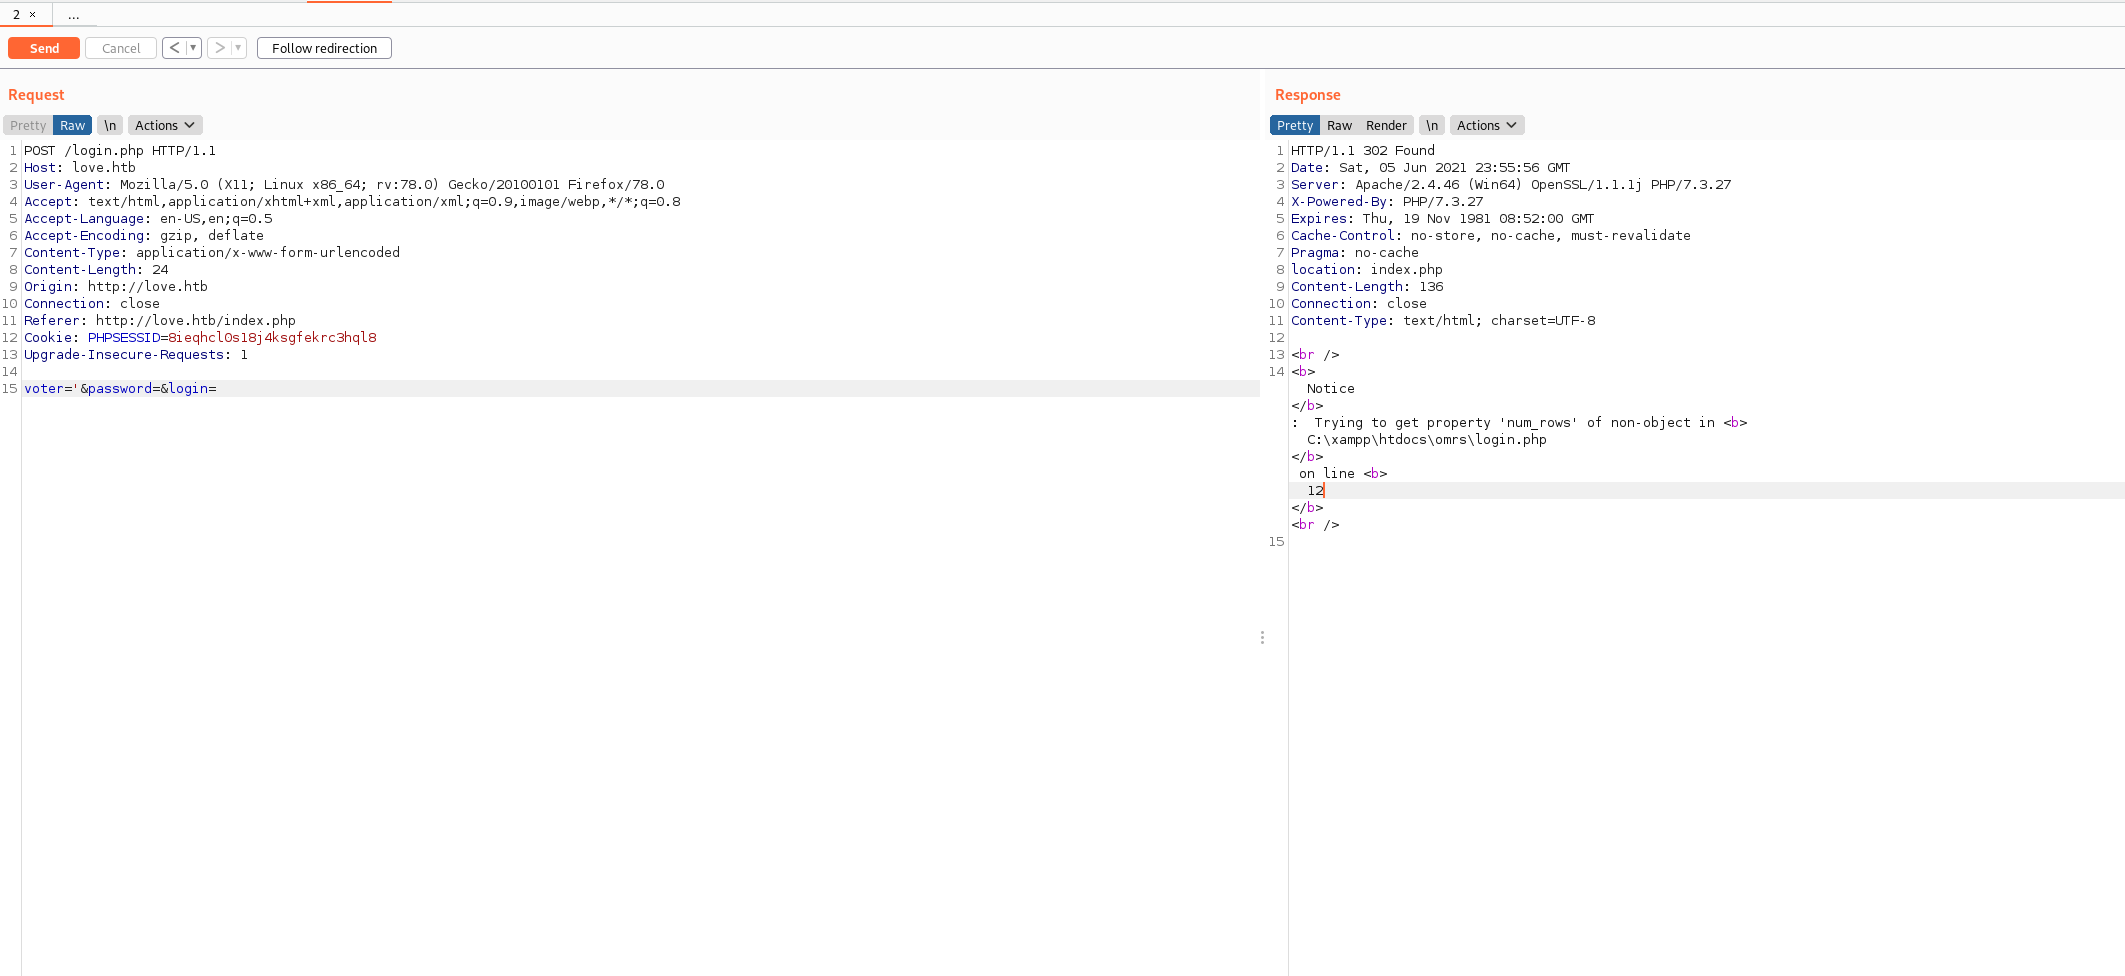 2 ×
...
Send
Cancel
<
>
Follow redirection
Request
Pretty Raw \n Actions
1 POST /login.php HTTP/1.1
2 Host: love.htb
3 User-Agent: Mozilla/5.0 (X11; Linux x86_64; rv:78.0) Gecko/20100101 Firefox/78.0
4 Accept: text/html,application/xhtml+xml,application/xml;q=0.9,image/webp,*/*;q=0.8
5 Accept-Language: en-US,en;q=0.5
6 Accept-Encoding: gzip, deflate
7 Content-Type: application/x-www-form-urlencoded
8 Content-Length: 24
9 Origin: http://love.htb
10 Connection: close
11 Referer: http://love.htb/index.php
12 Cookie: PHPSESSID=8ieqhcl0s18j4ksgfekrc3hql8
13 Upgrade-Insecure-Requests: 1
14
15 voter='&password=&login=
Response
Pretty Raw Render \n Actions
1 HTTP/1.1 302 Found
2 Date: Sat, 05 Jun 2021 23:55:56 GMT
3 Server: Apache/2.4.46 (Win64) OpenSSL/1.1.1j PHP/7.3.27
4 X-Powered-By: PHP/7.3.27
5 Expires: Thu, 19 Nov 1981 08:52:00 GMT
6 Cache-Control: no-store, no-cache, must-revalidate
7 Pragma: no-cache
8 location: index.php
9 Content-Length: 136
10 Connection: close
11 Content-Type: text/html; charset=UTF-8
12
13 <br />
14 <b>
Notice
</b>
: Trying to get property 'num_rows' of non-object in <b>
C:\xampp\htdocs\omrs\login.php
</b>
on line <b>
12
</b>
<br />
15